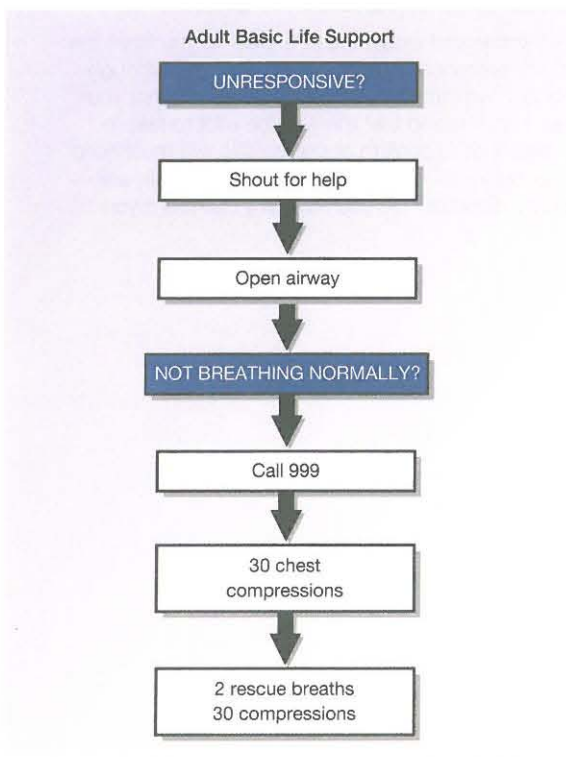 Adult Basic Life Support
UNRESPONSIVE?
Shout for help
Open airway
NOT BREATHING NORMALLY?
Call 999
30 chest
compressions
2 rescue breaths
30 compressions